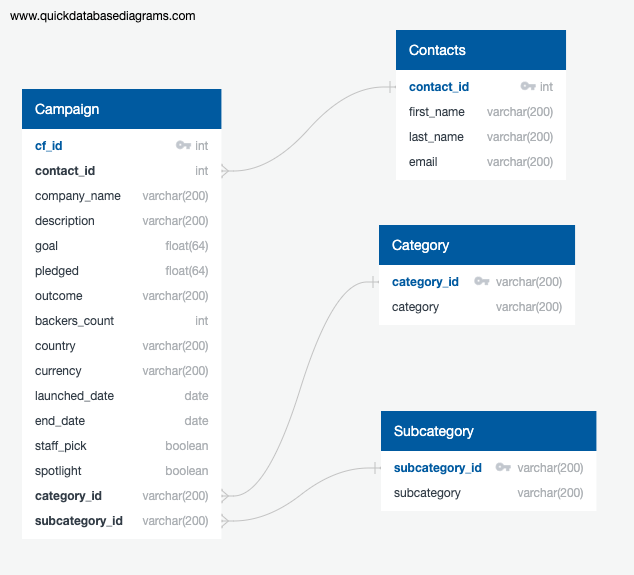 www.quickdatabasediagrams.com
Campaign
cf_id int
contact_id int
company_name varchar(200)
description varchar(200)
goal float(64)
pledged float(64)
outcome varchar(200)
backers_count int
country varchar(200)
currency varchar(200)
launched_date date
end_date date
staff_pick boolean
spotlight boolean
category_id varchar(200)
subcategory_id varchar(200)
Contacts
contact_id int
first_name varchar(200)
last_name varchar(200)
email varchar(200)
Category
category_id varchar(200)
category varchar(200)
Subcategory
subcategory_id varchar(200)
subcategory varchar(200)